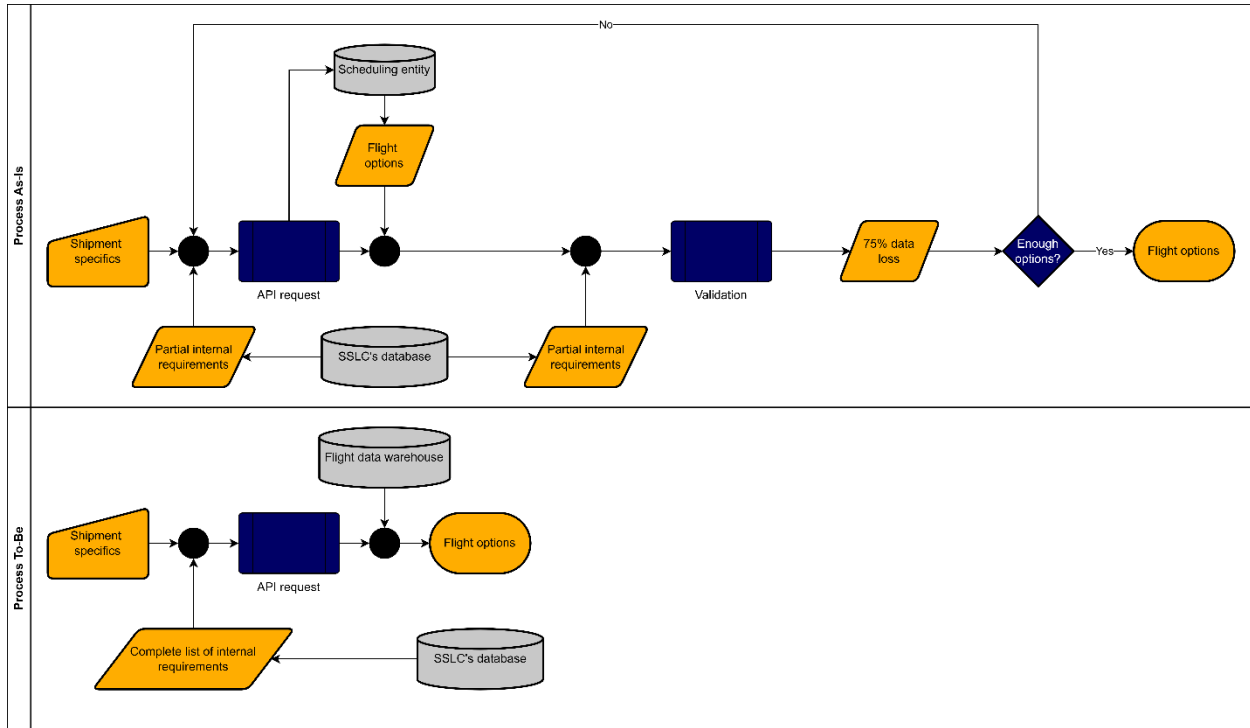 Process As-Is
No
Scheduling entity
Flight
options
Shipment
specifics
API request
Validation
75% data
loss
Enough
options?
Yes
Flight options
Partial internal
requirements
SSLC's database
Partial internal
requirements
Process To-Be
Flight data warehouse
Shipment
specifics
API request
Flight options
Complete list of internal
requirements
SSLC's database